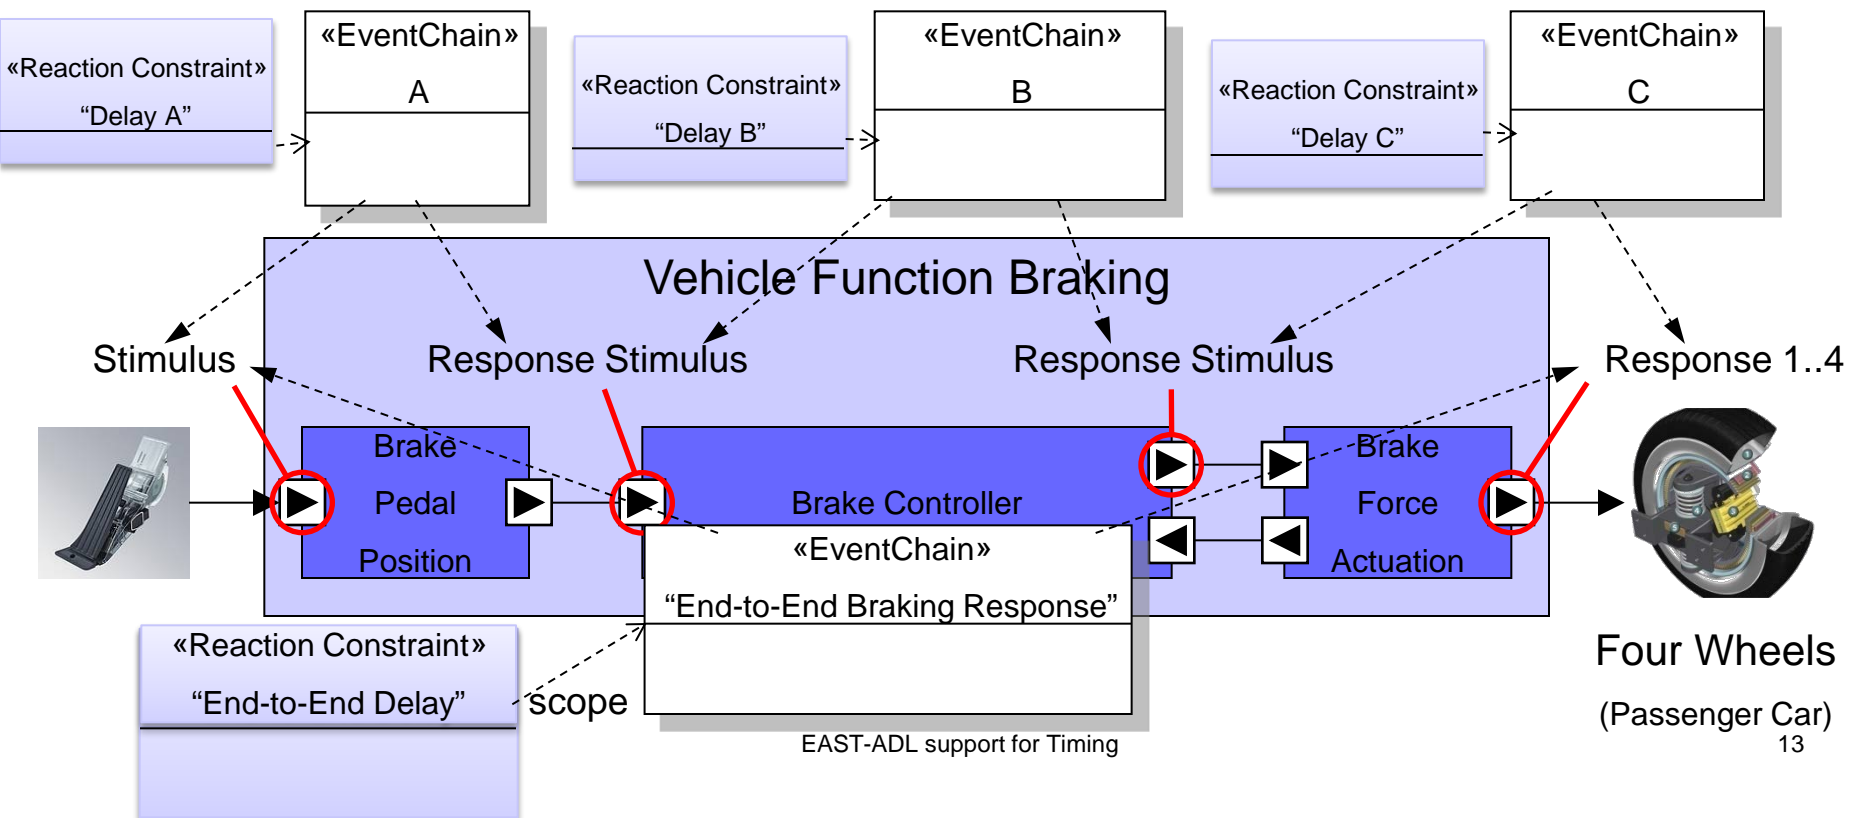 «Reaction Constraint»
“Delay A”
«EventChain»
A
«Reaction Constraint»
“Delay B”
«EventChain»
B
«Reaction Constraint»
“Delay C”
«EventChain»
C
Vehicle Function Braking
Stimulus
Response Stimulus
Response Stimulus
Response 1..4
Brake
Pedal
Position
Brake Controller
Brake
Force
Actuation
«EventChain»
“End-to-End Braking Response”
«Reaction Constraint»
“End-to-End Delay”
scope
Four Wheels
(Passenger Car)
EAST-ADL support for Timing
13